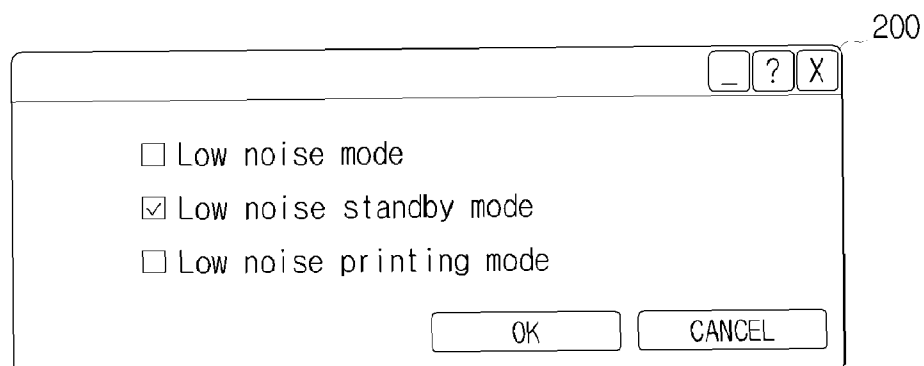 200
_ ? X
Low noise mode
Low noise standby mode
Low noise printing mode
OK CANCEL